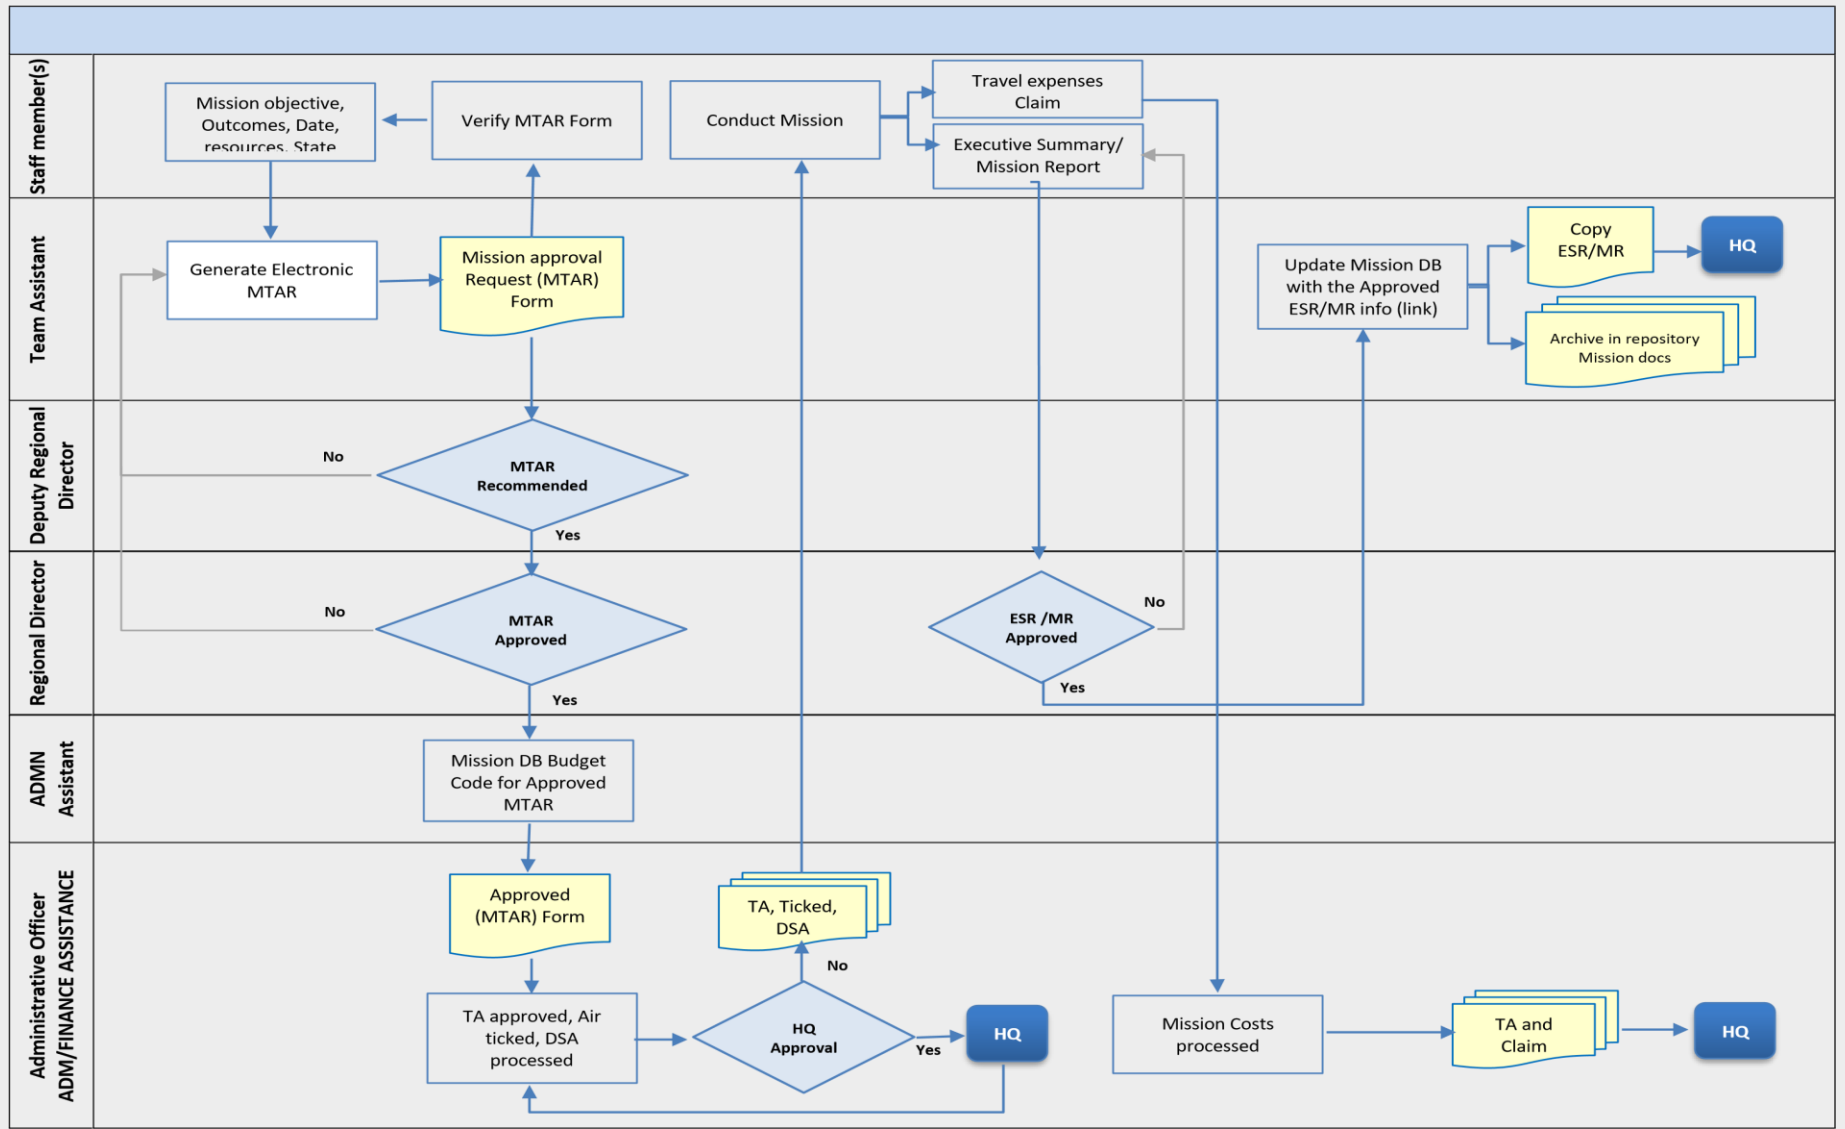 Staff member(s)
Mission objective,
Outcomes, Date,
resources, State
Verify MTAR Form
Conduct Mission
Travel expenses
Claim
Executive Summary/
Mission Report
Team Assistant
Generate Electronic
MTAR
Mission approval
Request (MTAR)
Form
Update Mission DB
with the Approved
ESR/MR info (link)
Copy
ESR/MR
HQ
Archive in repository
Mission docs
Deputy Regional
Director
No
MTAR
Recommended
Yes
Regional Director
No
MTAR
Approved
Yes
ESR /MR
Approved
No
Yes
ADMN
Assistant
Mission DB Budget
Code for Approved
MTAR
Administrative Officer
ADM/FINANCE ASSISTANCE
Approved
(MTAR) Form
TA, Ticked,
DSA
No
TA approved, Air
ticked, DSA
processed
HQ
Approval
Yes
HQ
Mission Costs
processed
TA and
Claim
HQ